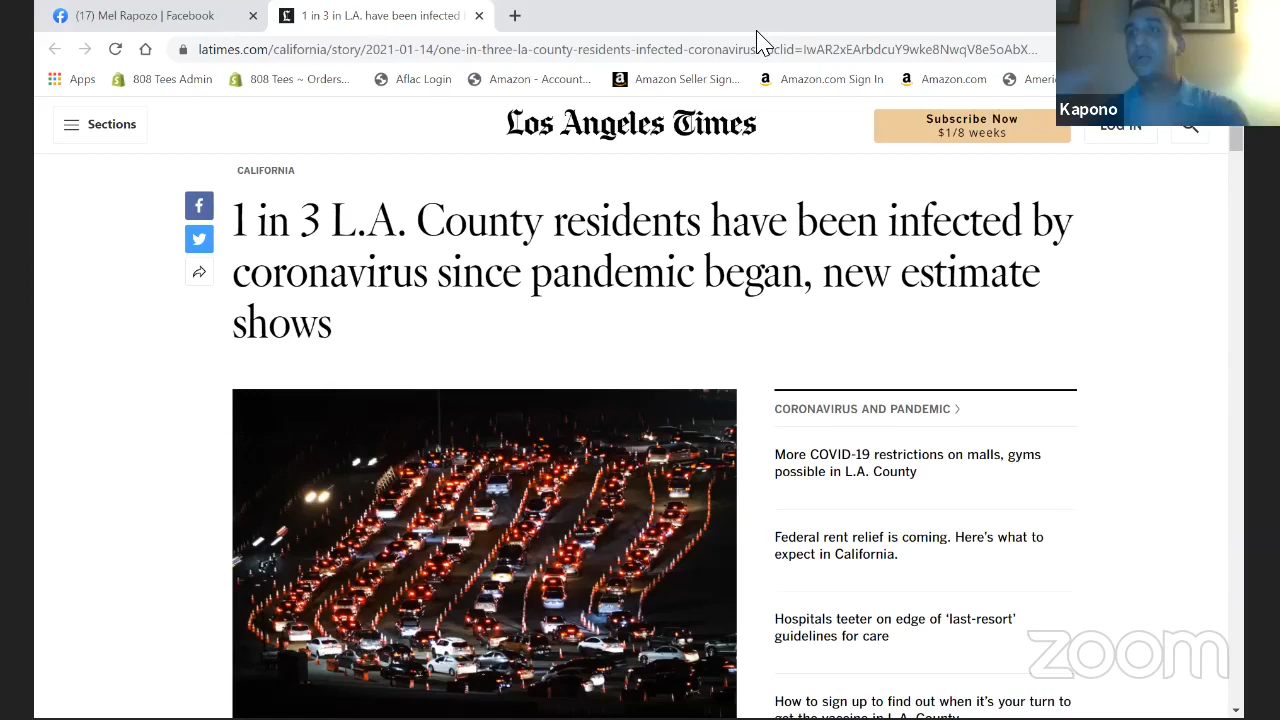 (17) Mel Rapozo | Facebook
1 in 3 in L.A. have been infected
latimes.com/california/story/2021-01-14/one-in-three-la-county-residents-infected-coronavirus
Apps
808 Tees Admin
808 Tees ~ Orders...
Aflac Login
Amazon - Account...
Amazon Seller Sign...
Amazon.com Sign In
Amazon.com
Kapono
Sections
Los Angeles Times
Subscribe Now
$1/8 weeks
LOG IN
CALIFORNIA
1 in 3 L.A. County residents have been infected by
coronavirus since pandemic began, new estimate
shows
CORONAVIRUS AND PANDEMIC
More COVID-19 restrictions on malls, gyms
possible in L.A. County
Federal rent relief is coming. Here's what to
expect in California.
Hospitals teeter on edge of 'last-resort'
guidelines for care
How to sign up to find out when it's your turn to
get the vaccine in L.A. County
zoom